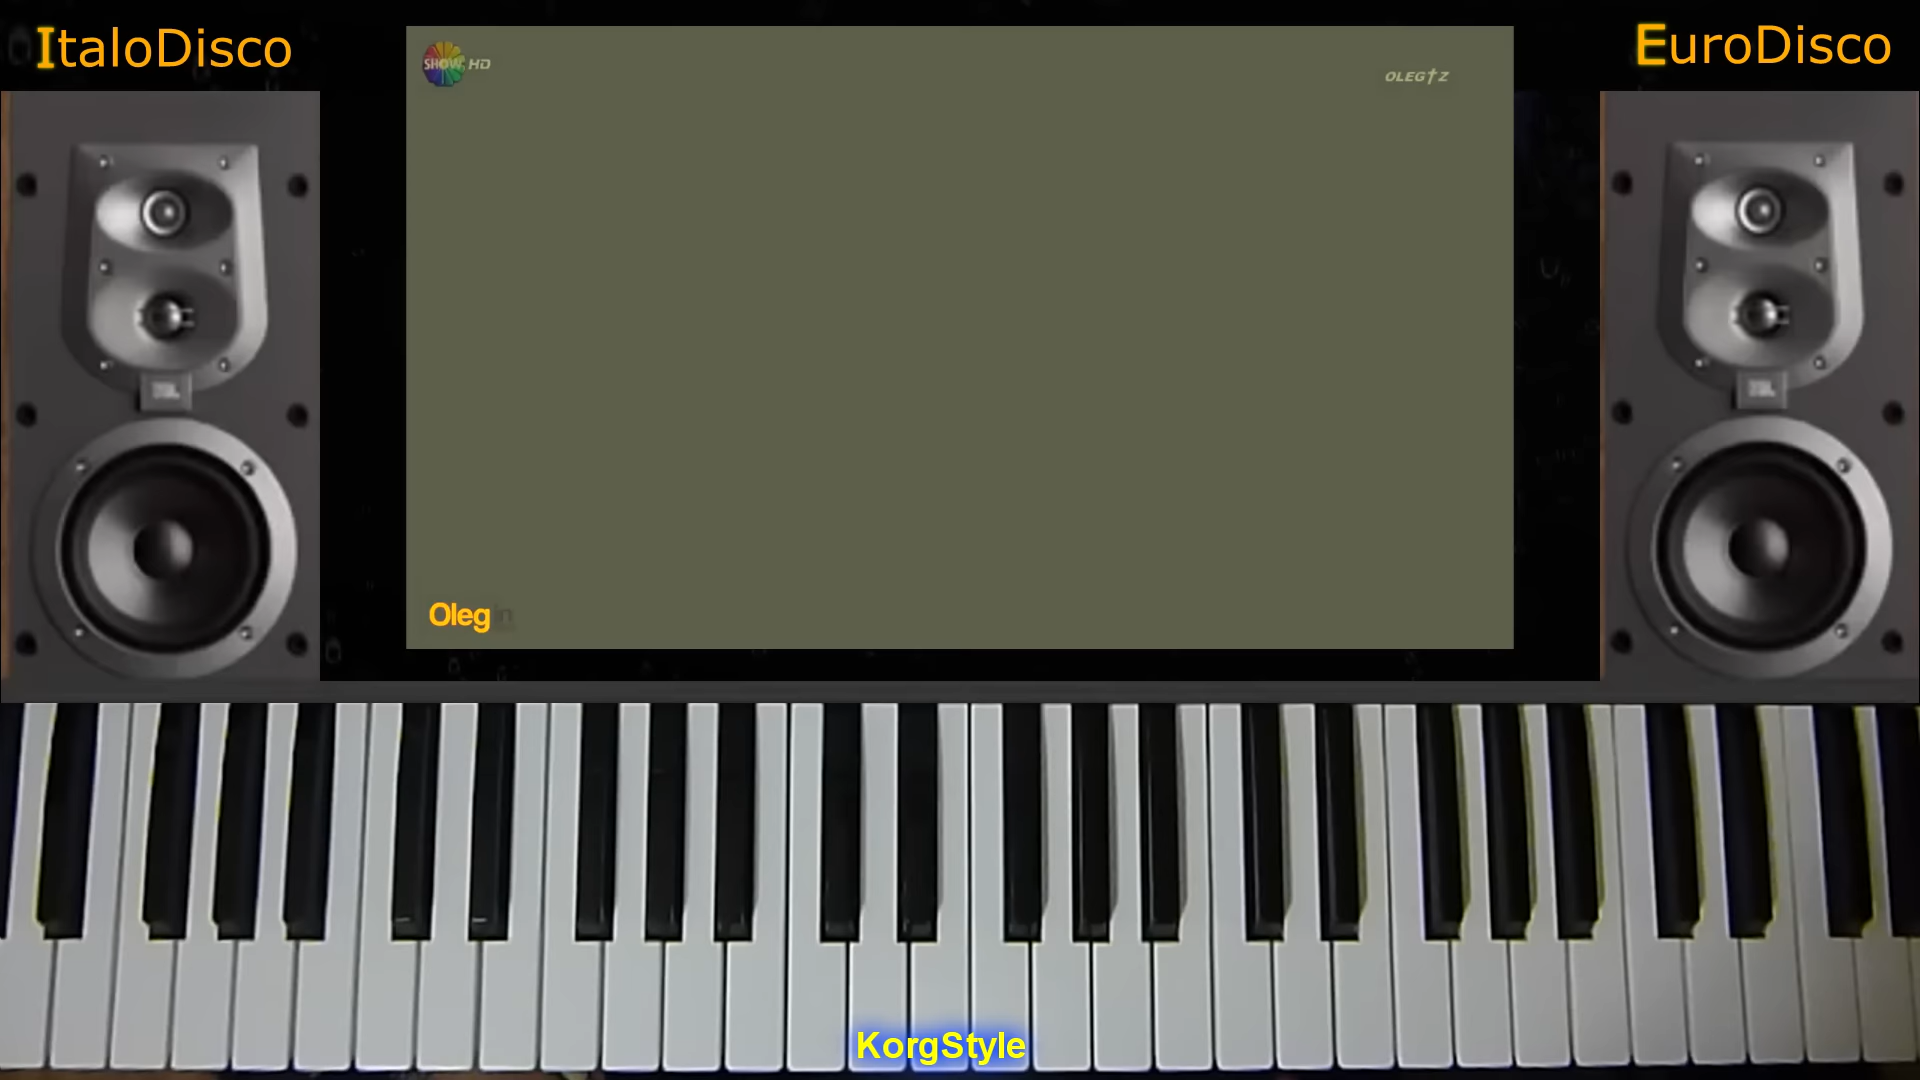 ItaloDisco
EuroDisco
SHOW HD
OLEG†Z
Oleg
KorgStyle